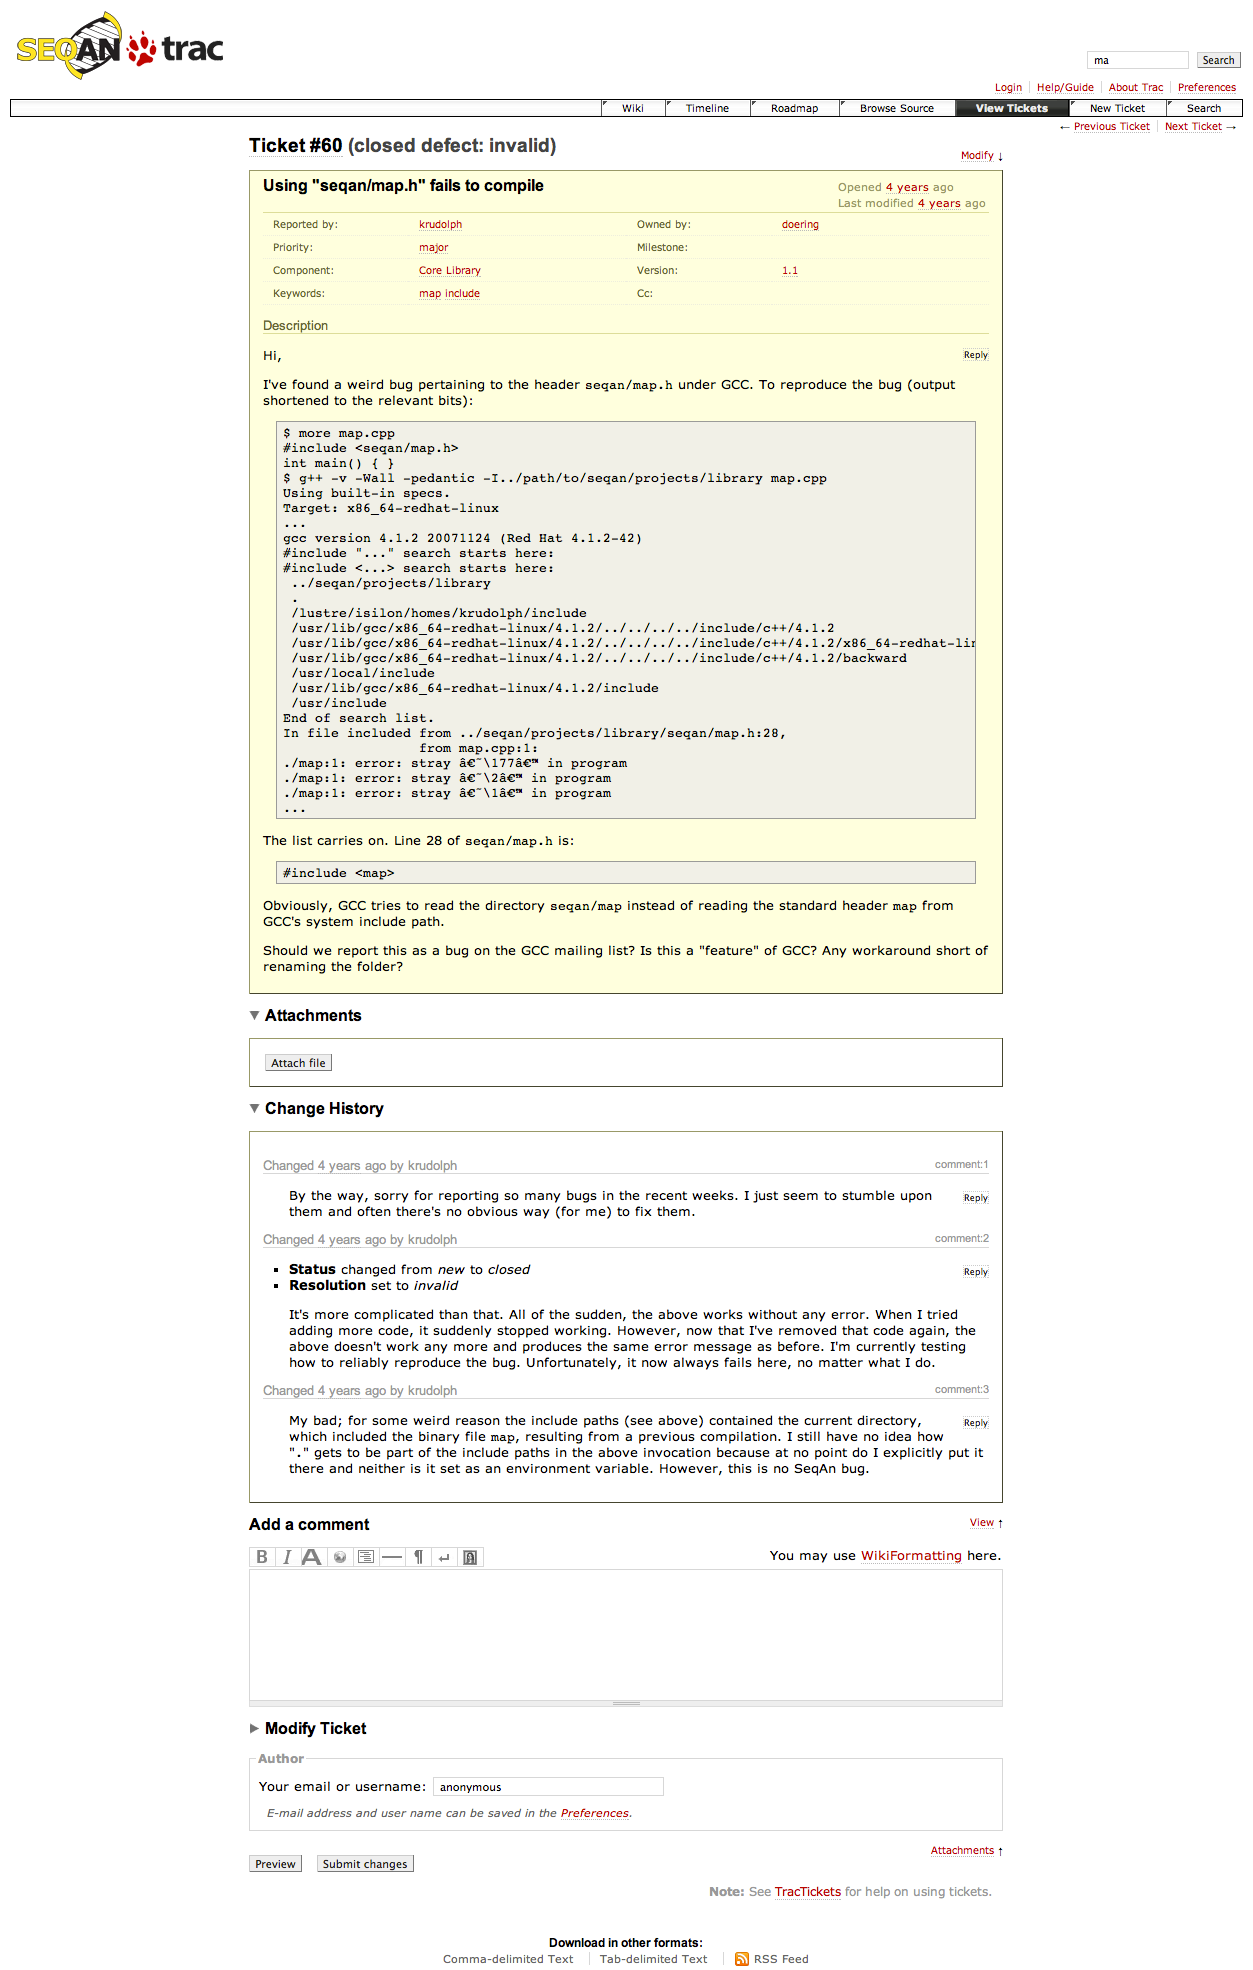 SEQAN trac
ma Search
Login Help/Guide About Trac Preferences
Wiki Timeline Roadmap Browse Source View Tickets New Ticket Search
← Previous Ticket Next Ticket →
Ticket #60 (closed defect: invalid)
Modify ↓
Using "seqan/map.h" fails to compile
Opened 4 years ago
Last modified 4 years ago
Reported by: krudolph Owned by: doering
Priority: major Milestone:
Component: Core Library Version: 1.1
Keywords: map include Cc:
Description
Hi, Reply
I've found a weird bug pertaining to the header seqan/map.h under GCC. To reproduce the bug (output
shortened to the relevant bits):
$ more map.cpp
#include <seqan/map.h>
int main() { }
$ g++ -v -Wall -pedantic -I../path/to/seqan/projects/library map.cpp
Using built-in specs.
Target: x86_64-redhat-linux
...
gcc version 4.1.2 20071124 (Red Hat 4.1.2-42)
#include "..." search starts here:
#include <...> search starts here:
../seqan/projects/library
.
/lustre/isilon/homes/krudolph/include
/usr/lib/gcc/x86_64-redhat-linux/4.1.2/../../../../include/c++/4.1.2
/usr/lib/gcc/x86_64-redhat-linux/4.1.2/../../../../include/c++/4.1.2/x86_64-redhat-lin
/usr/lib/gcc/x86_64-redhat-linux/4.1.2/../../../../include/c++/4.1.2/backward
/usr/local/include
/usr/lib/gcc/x86_64-redhat-linux/4.1.2/include
/usr/include
End of search list.
In file included from ../seqan/projects/library/seqan/map.h:28,
from map.cpp:1:
./map:1: error: stray â€˜\177â€™ in program
./map:1: error: stray â€˜\2â€™ in program
./map:1: error: stray â€˜\1â€™ in program
...
The list carries on. Line 28 of seqan/map.h is:
#include <map>
Obviously, GCC tries to read the directory seqan/map instead of reading the standard header map from
GCC's system include path.
Should we report this as a bug on the GCC mailing list? Is this a "feature" of GCC? Any workaround short of
renaming the folder?
Attachments
Attach file
Change History
Changed 4 years ago by krudolph comment:1
By the way, sorry for reporting so many bugs in the recent weeks. I just seem to stumble upon Reply
them and often there's no obvious way (for me) to fix them.
Changed 4 years ago by krudolph comment:2
Status changed from new to closed Reply
Resolution set to invalid
It's more complicated than that. All of the sudden, the above works without any error. When I tried
adding more code, it suddenly stopped working. However, now that I've removed that code again, the
above doesn't work any more and produces the same error message as before. I'm currently testing
how to reliably reproduce the bug. Unfortunately, it now always fails here, no matter what I do.
Changed 4 years ago by krudolph comment:3
My bad; for some weird reason the include paths (see above) contained the current directory, Reply
which included the binary file map, resulting from a previous compilation. I still have no idea how
"." gets to be part of the include paths in the above invocation because at no point do I explicitly put it
there and neither is it set as an environment variable. However, this is no SeqAn bug.
Add a comment View ↑
B I A ¶ You may use WikiFormatting here.
Modify Ticket
Author
Your email or username: anonymous
E-mail address and user name can be saved in the Preferences.
Attachments ↑
Preview Submit changes
Note: See TracTickets for help on using tickets.
Download in other formats:
Comma-delimited Text Tab-delimited Text RSS Feed